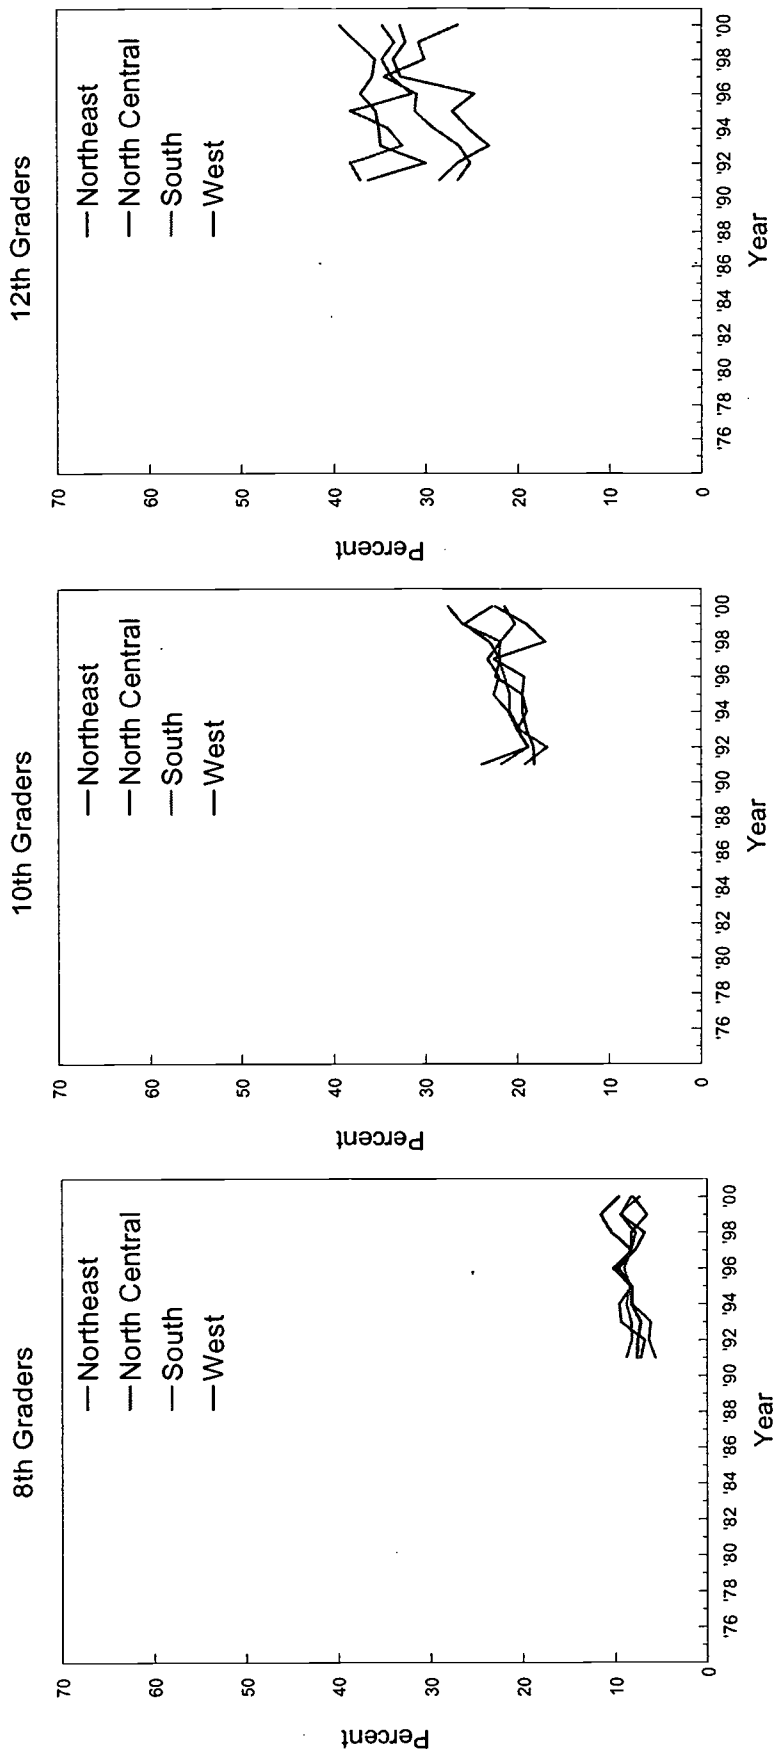 8th Graders
Northeast
North Central
South
West
Percent
70
60
50
40
30
20
10
0
'76 '78 '80 '82 '84 '86 '88 '90 '92 '94 '96 '98 '00
Year
10th Graders
Northeast
North Central
South
West
Percent
70
60
50
40
30
20
10
0
'76 '78 '80 '82 '84 '86 '88 '90 '92 '94 '96 '98 '00
Year
12th Graders
Northeast
North Central
South
West
Percent
70
60
50
40
30
20
10
0
'76 '78 '80 '82 '84 '86 '88 '90 '92 '94 '96 '98 '00
Year